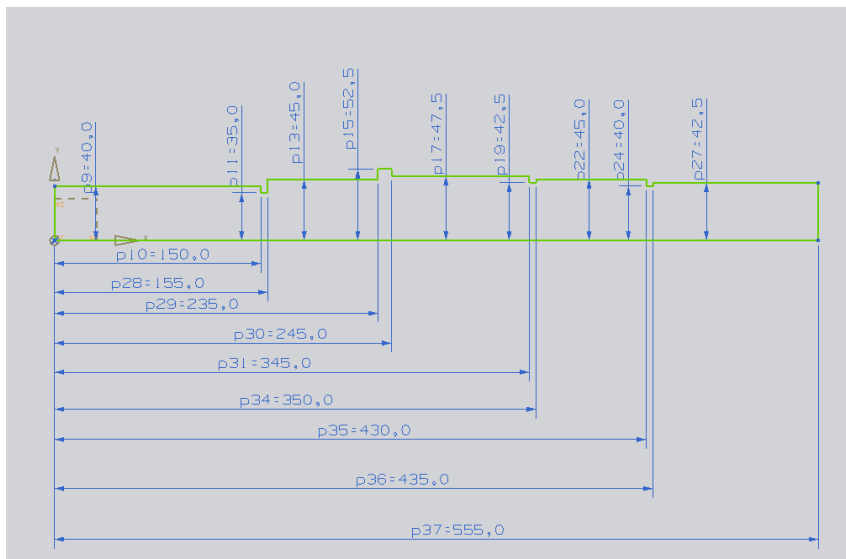 p9=40,0
p11=35,0
p13=45,0
p15=52,5
p17=47,5
p19=42,5
p22=45,0
p24=40,0
p27=42,5
Y
X
p10=150,0
p28=155,0
p29=235,0
p30=245,0
p31=345,0
p34=350,0
p35=430,0
p36=435,0
p37=555,0